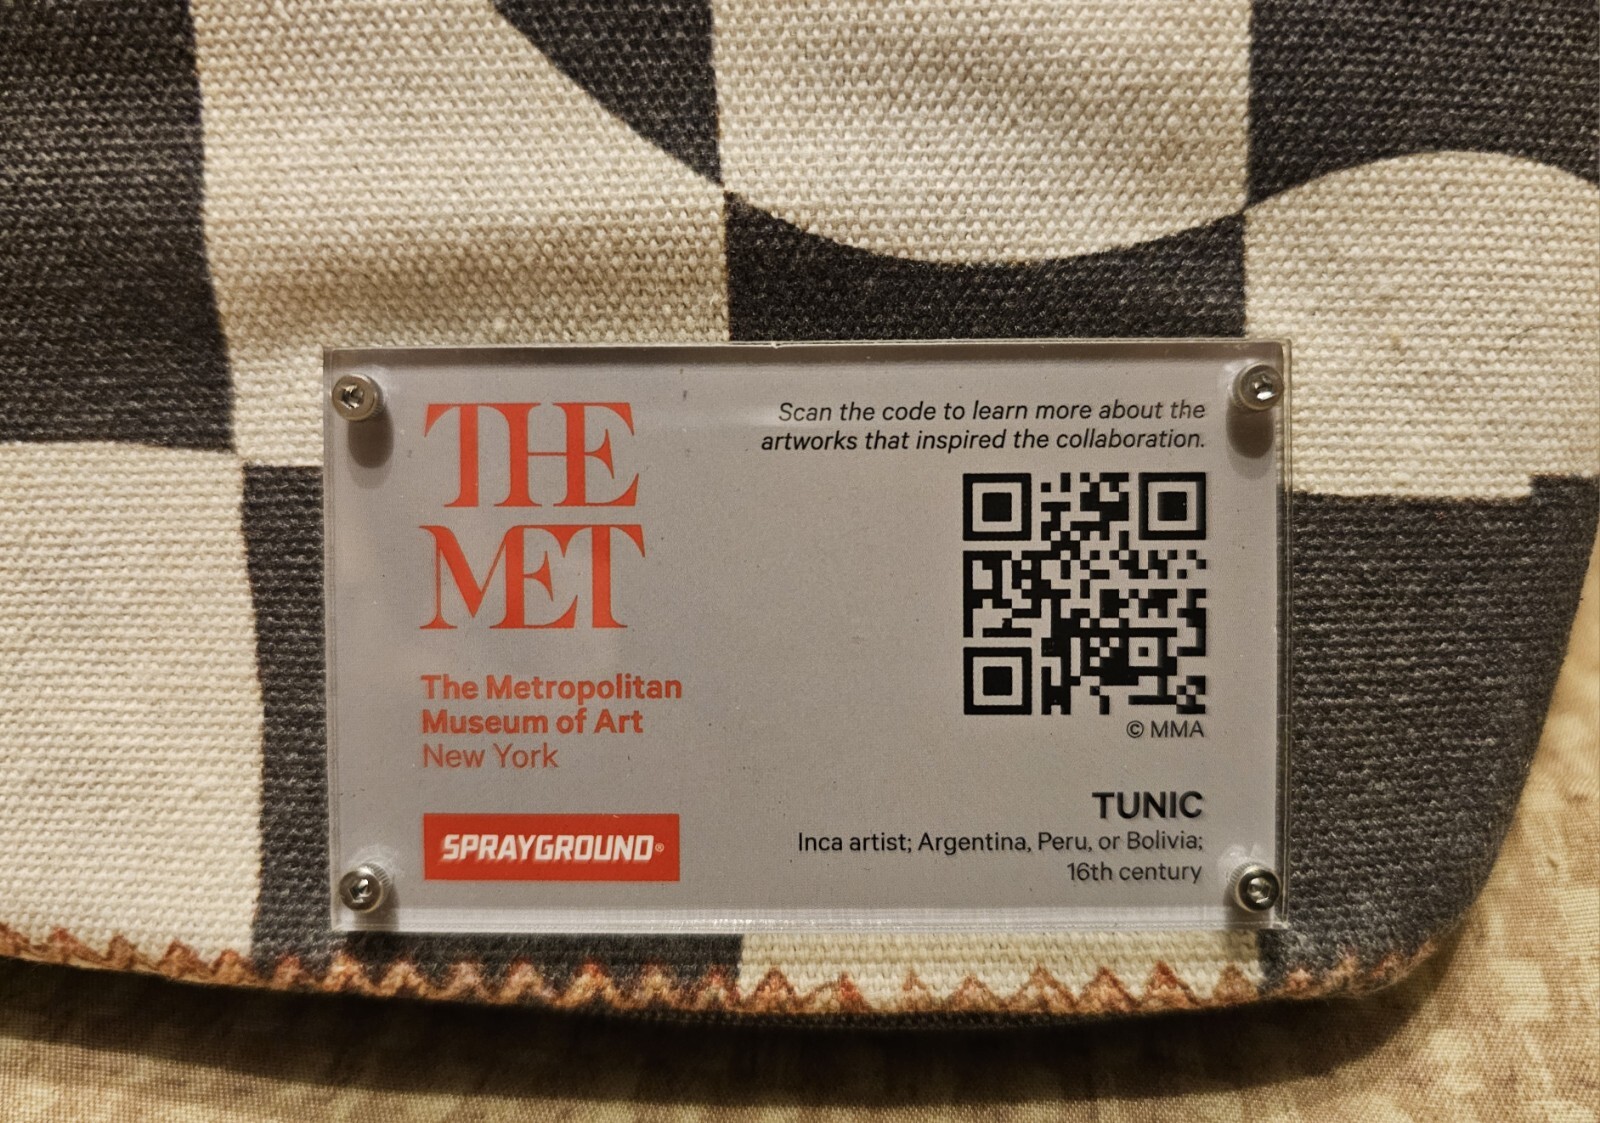 THE
MET
The Metropolitan
Museum of Art
New York
SPRAYGROUND®
Scan the code to learn more about the
artworks that inspired the collaboration.
© MMA
TUNIC
Inca artist; Argentina, Peru, or Bolivia;
16th century